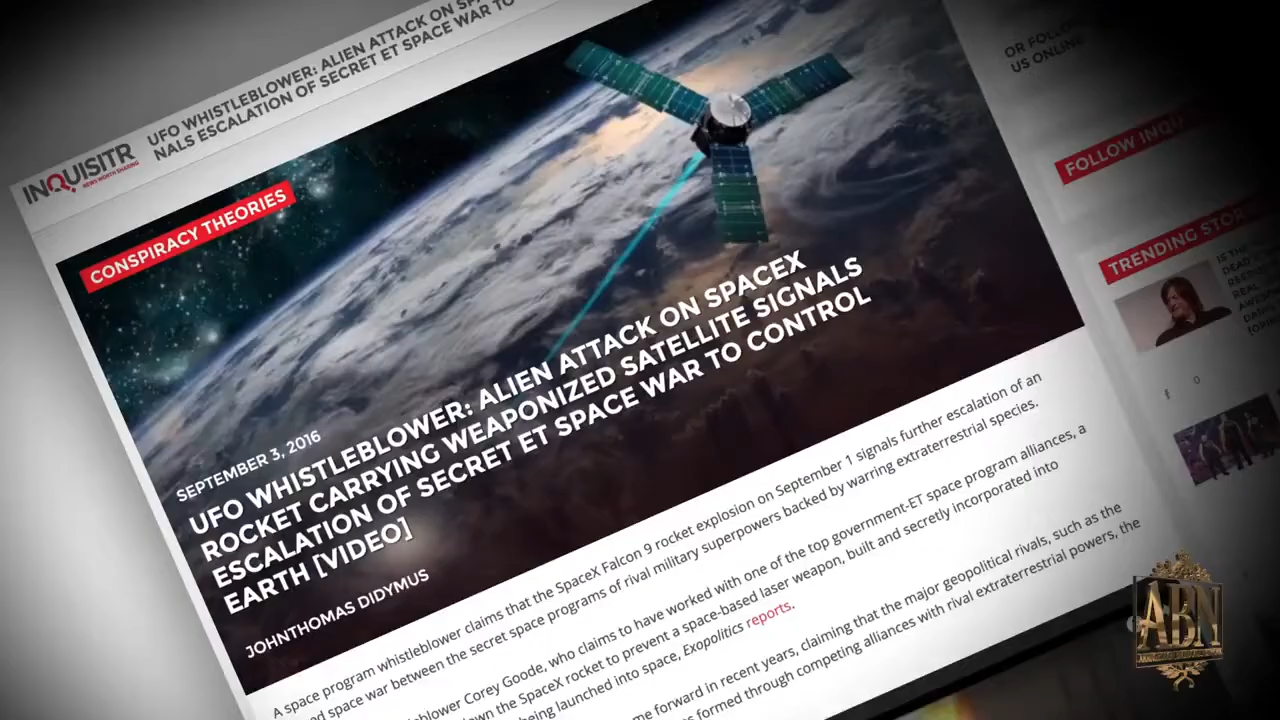 UFO WHISTLEBLOWER: ALIEN ATTACK ON
NALS ESCALATION OF SECRET ET SPACE WAR TO
INQUISITR
NEWS WORTH SHARING
CONSPIRACY THEORIES
SEPTEMBER 3, 2016
UFO WHISTLEBLOWER: ALIEN ATTACK ON SPACEX
ROCKET CARRYING WEAPONIZED SATELLITE SIGNALS
ESCALATION OF SECRET ET SPACE WAR TO CONTROL
EARTH [VIDEO]
JOHNTHOMAS DIDYMUS
A space program whistleblower claims that the SpaceX Falcon 9 rocket explosion on September 1 signals further escalation of an
space war between the secret space programs of rival military superpowers backed by warring extraterrestrial species.
Corey Goode, who claims to have worked with one of the top government-ET space program alliances, a
the SpaceX rocket to prevent a space-based laser weapon, built and secretly incorporated into
being launched into space, Exopolitics reports.
forward in recent years, claiming that the major geopolitical rivals, such as the
formed through competing alliances with rival extraterrestrial powers, the
OR FOLLOW
US ONLINE
FOLLOW INQU
TRENDING STOR
0
ABN